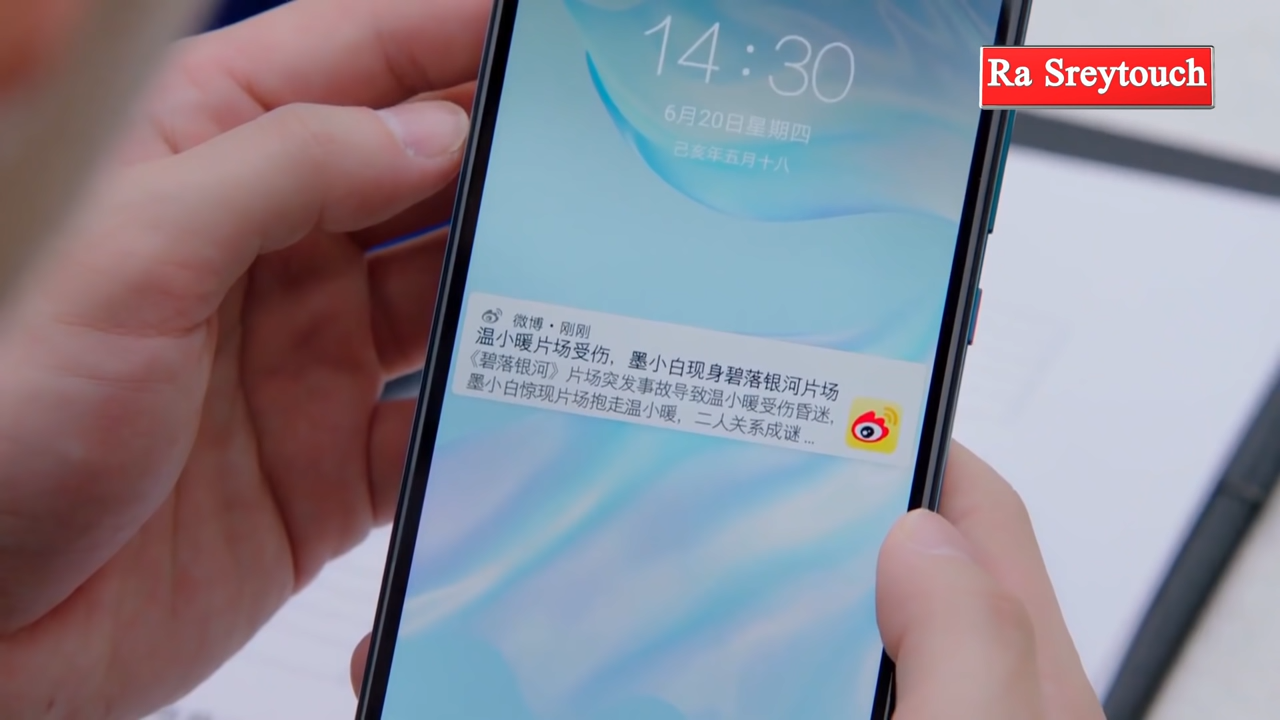 14:30
6月20日星期四
己亥年五月十八
微博・刚刚
温小暖片场受伤，墨小白现身碧落银河片场
《碧落银河》片场突发事故导致温小暖受伤昏迷，
墨小白惊现片场抱走温小暖，二人关系成谜...
Ra Sreytouch